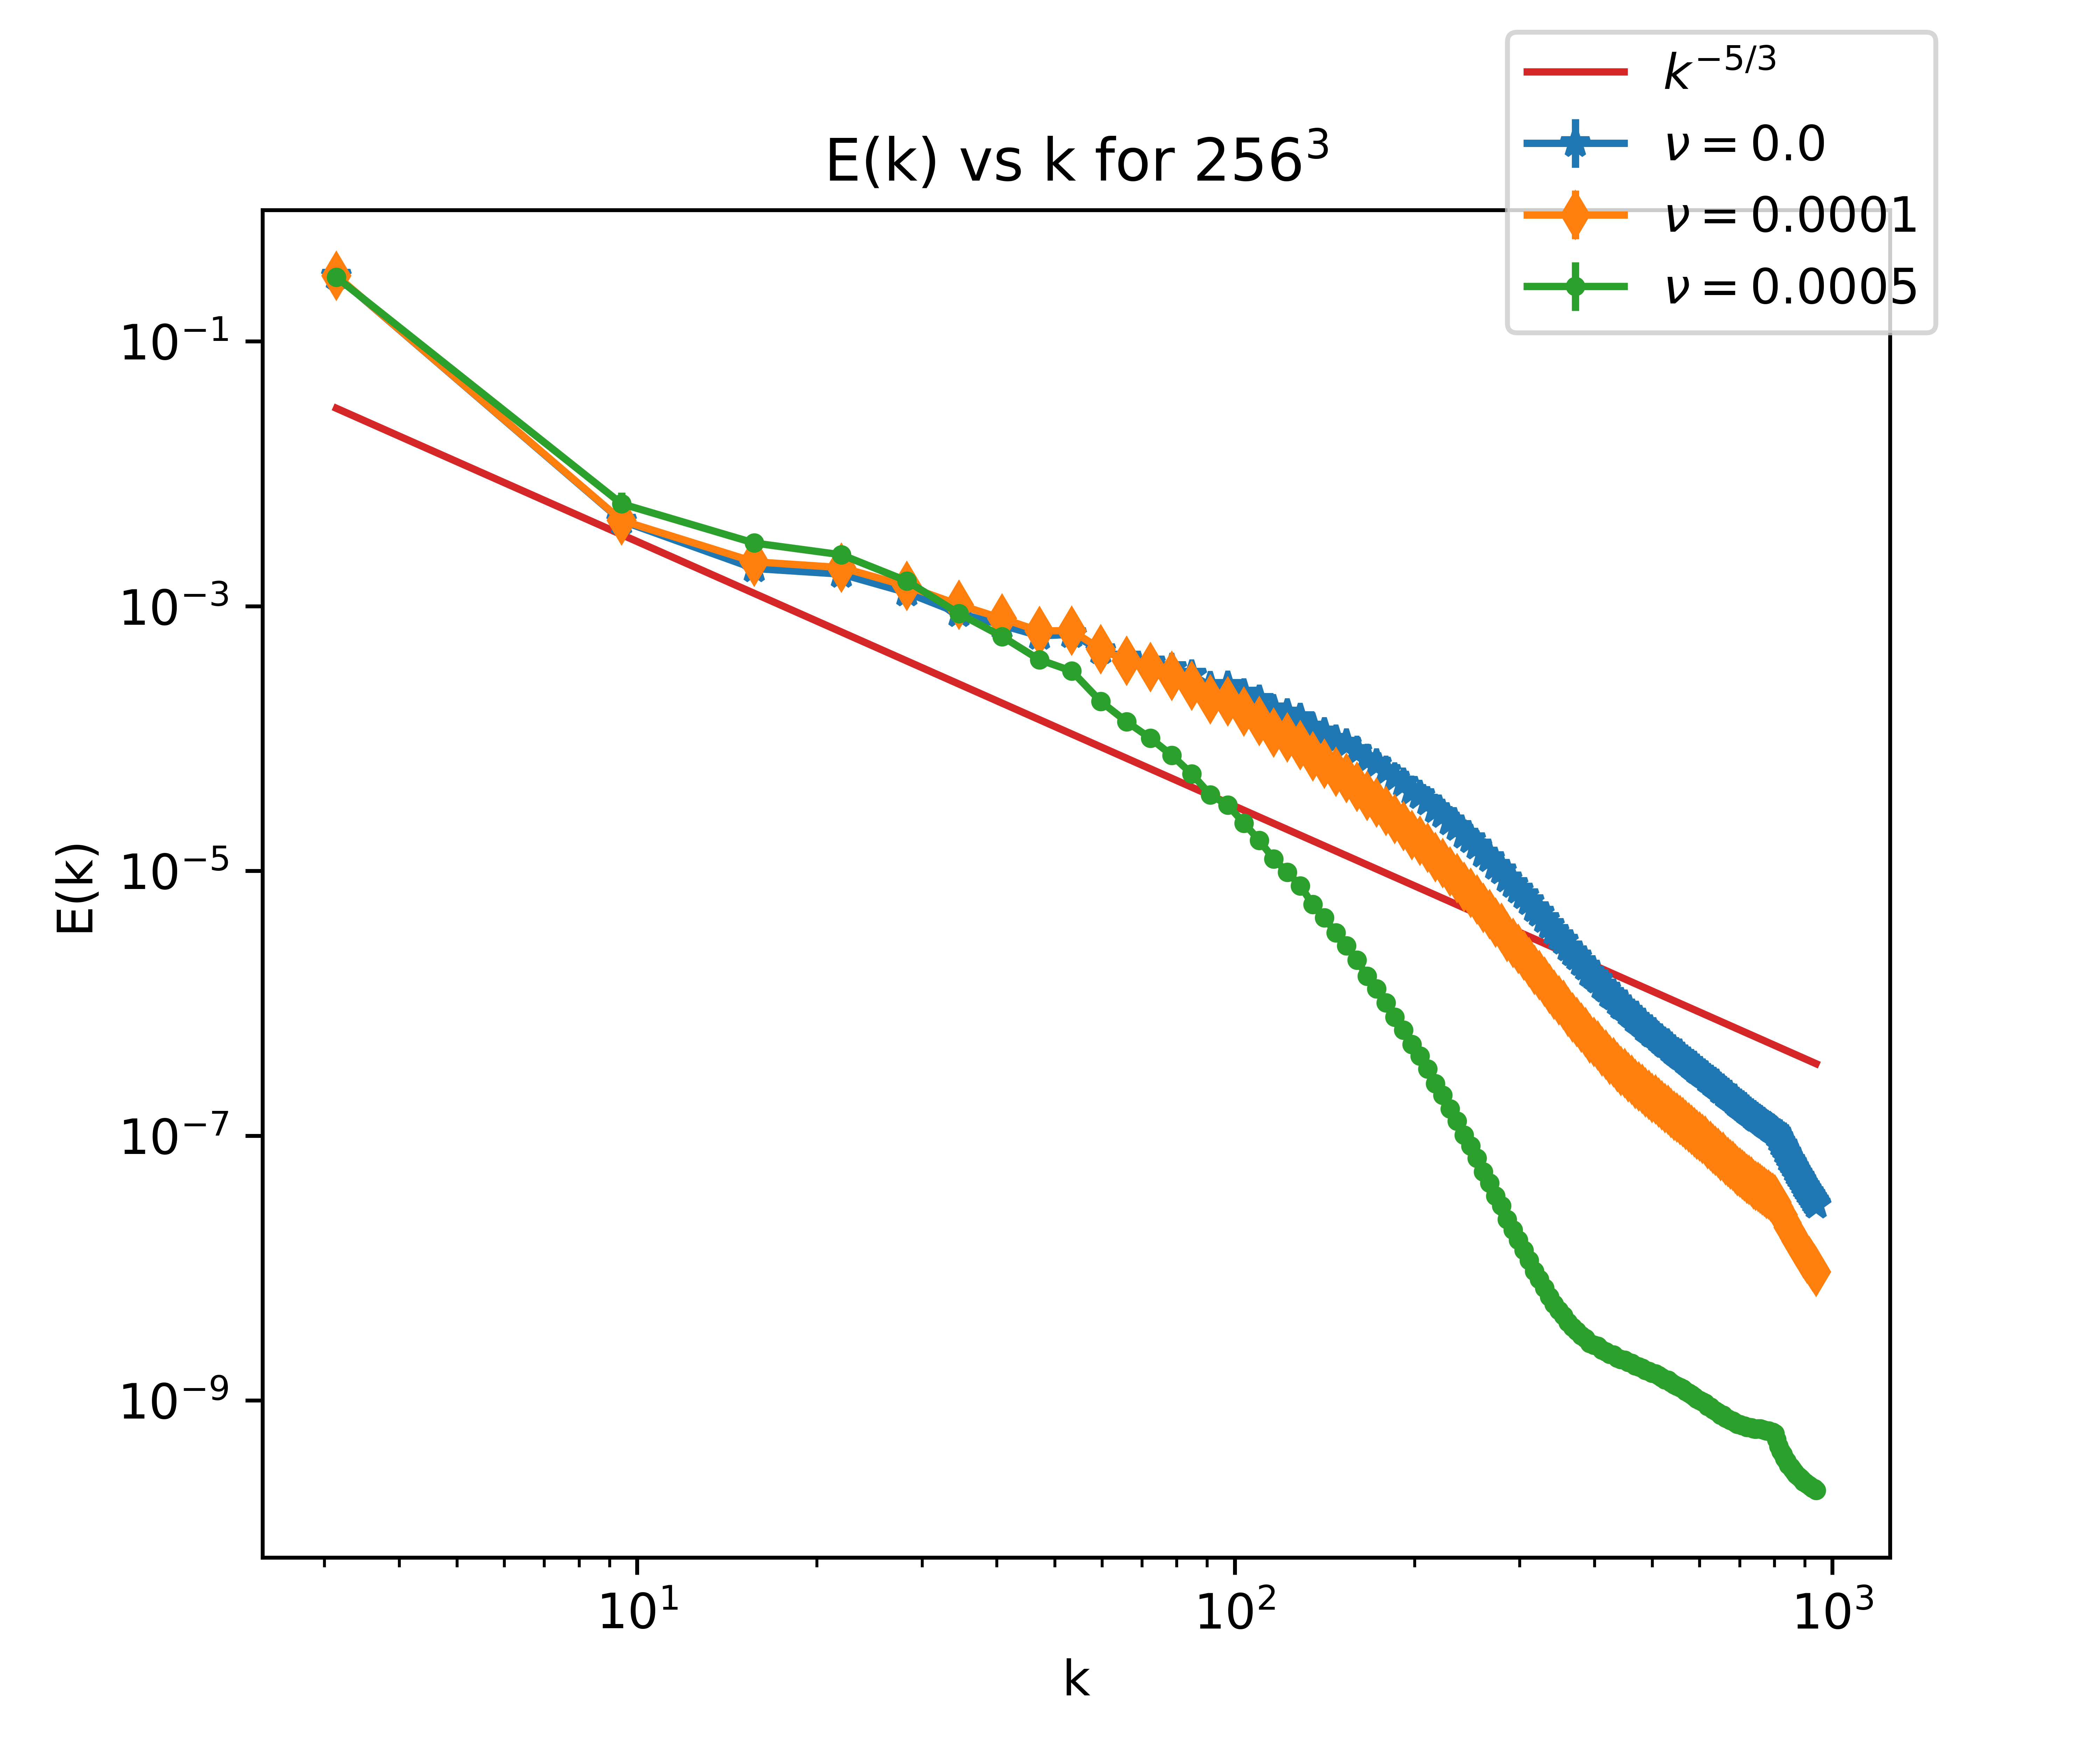 k^{-5/3}
ν = 0.0
ν = 0.0001
ν = 0.0005
E(k) vs k for 256³
10⁻¹
10⁻³
10⁻⁵
10⁻⁷
10⁻⁹
E(k)
10¹ 10² 10³
k